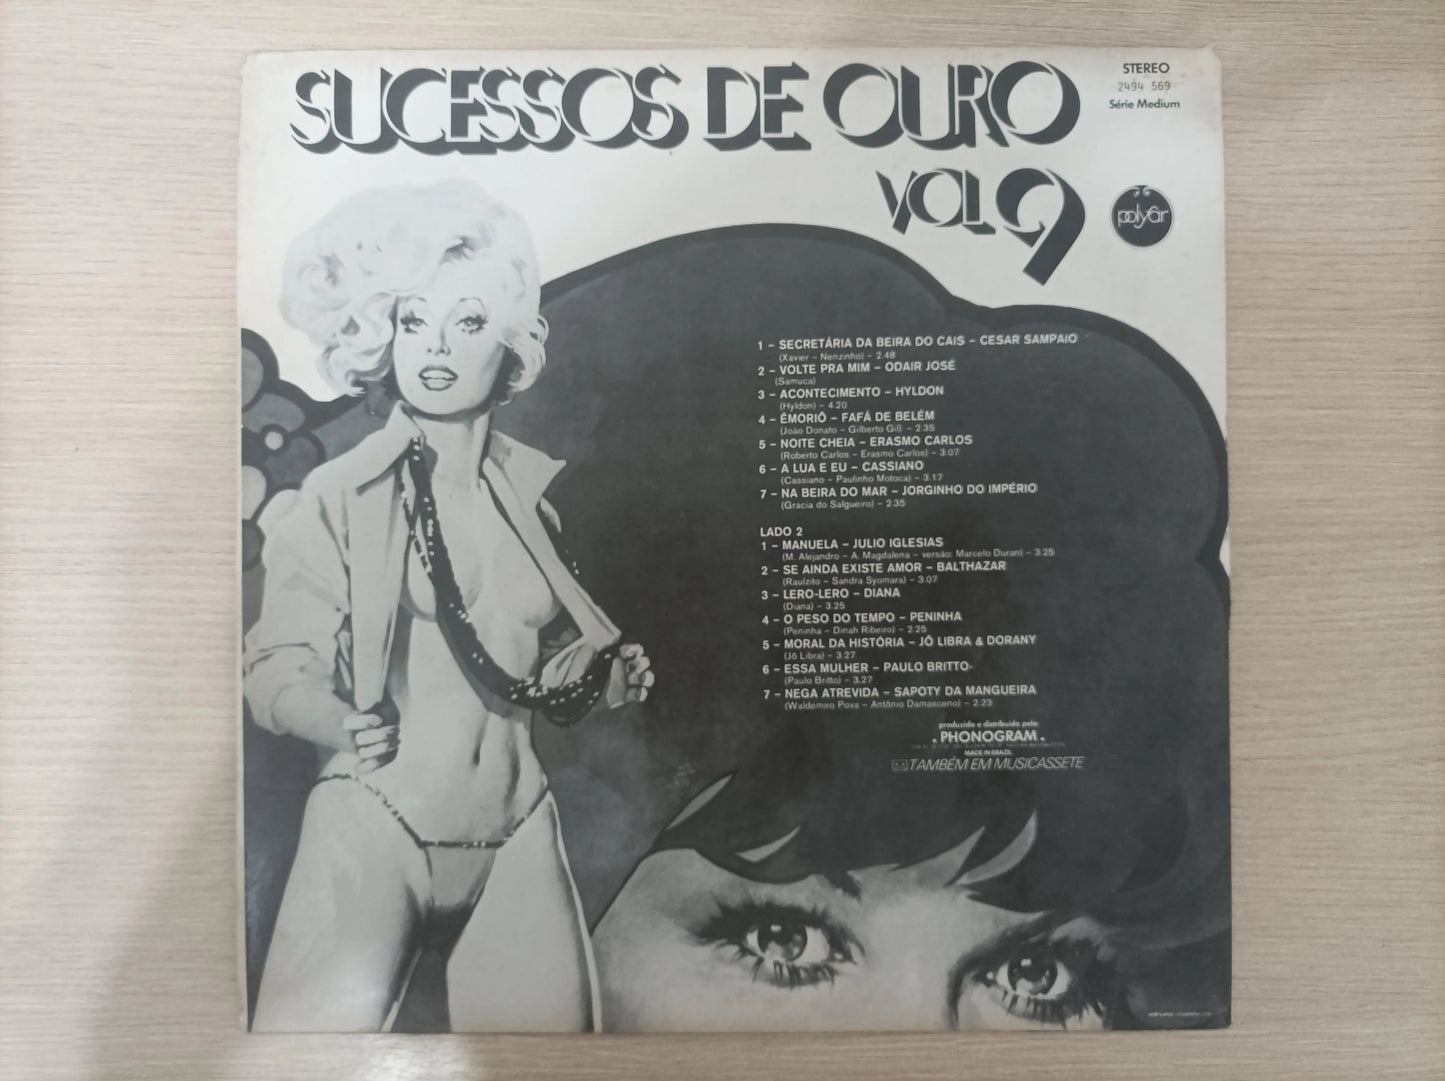 SUCESSOS DE OURO
VOL 9
STEREO
2494 569
Série Medium
polyfar
1 – SECRETÁRIA DA BEIRA DO CAIS – CESAR SAMPAIO
(Xavier – Nenzinho) – 2.48
2 – VOLTE PRA MIM – ODAIR JOSÉ
(Samuca)
3 – ACONTECIMENTO – HYLDON
(Hyldon) – 4.20
4 – ÊMORIÔ – FAFÁ DE BELÉM
(João Donato – Gilberto Gil) – 2.35
5 – NOITE CHEIA – ERASMO CARLOS
(Roberto Carlos – Erasmo Carlos) – 3.07
6 – A LUA E EU – CASSIANO
(Cassiano – Paulinho Motoca) – 3.17
7 – NA BEIRA DO MAR – JORGINHO DO IMPÉRIO
(Gracia do Salgueiro) – 2.35
LADO 2
1 – MANUELA – JULIO IGLESIAS
(M. Alejandro – A. Magdalena – versão: Marcelo Duran) – 3.25
2 – SE AINDA EXISTE AMOR – BALTHAZAR
(Raulzito – Sandra Syomara) – 3.07
3 – LERO-LERO – DIANA
(Diana) – 3.25
4 – O PESO DO TEMPO – PENINHA
(Peninha – Dinah Ribeiro) – 2.25
5 – MORAL DA HISTÓRIA – JÔ LIBRA & DORANY
(Jô Libra) – 3.27
6 – ESSA MULHER – PAULO BRITTO
(Paulo Britto) – 3.27
7 – NEGA ATREVIDA – SAPOTY DA MANGUEIRA
(Waldemiro Pova – Antônio Damasceno) – 2.23
produzido e distribuído pela
. PHONOGRAM .
MADE IN BRAZIL
TAMBÉM EM MUSICASSETE